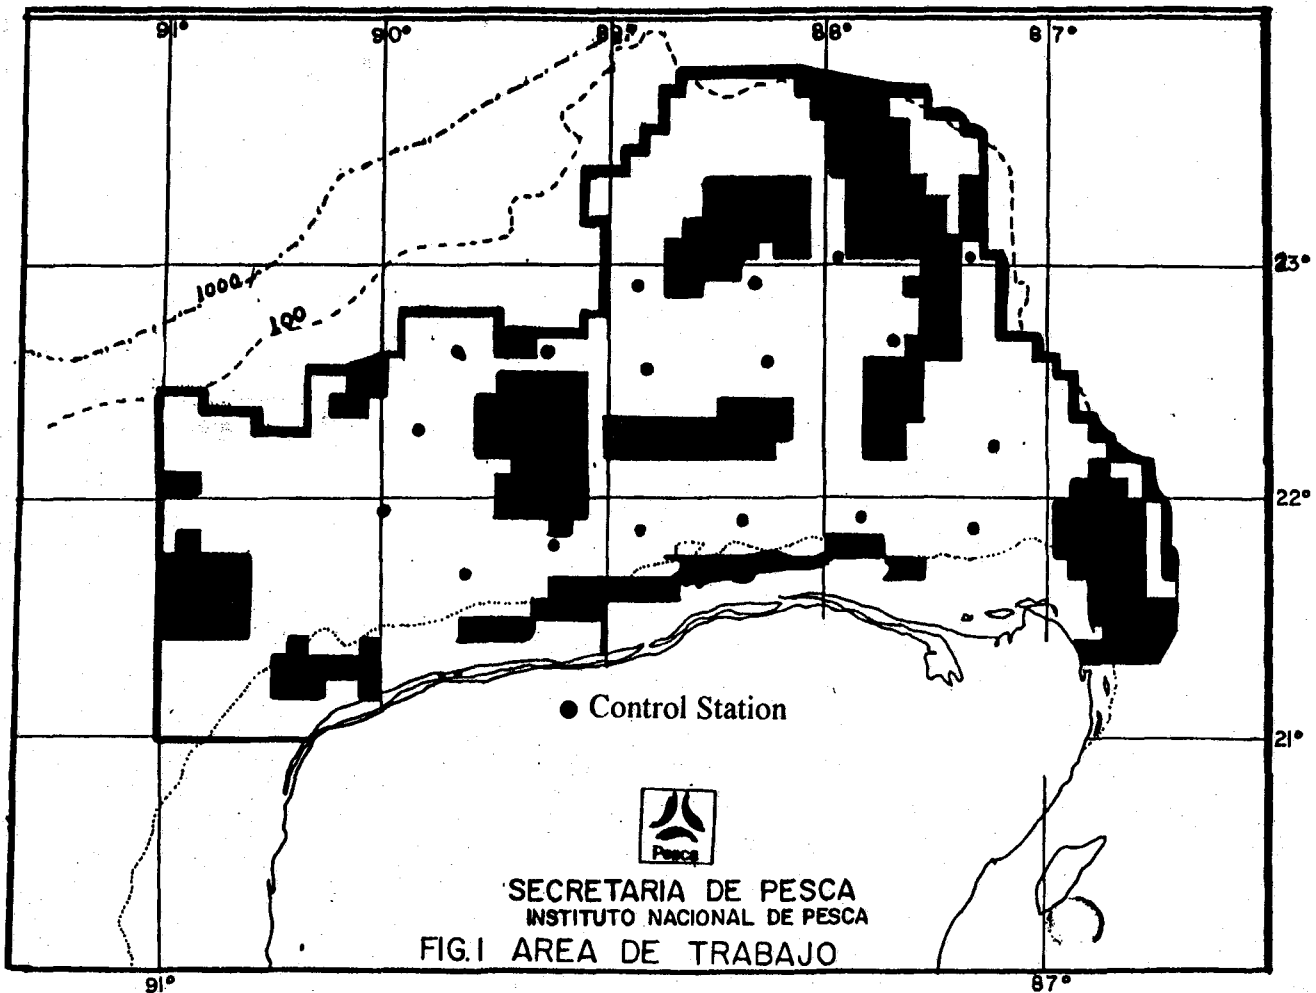 91° 90° 89° 88° 87°
23°
1000
100
22°
Control Station
21°
Pesca
SECRETARIA DE PESCA
INSTITUTO NACIONAL DE PESCA
FIG.1 AREA DE TRABAJO
91° 87°